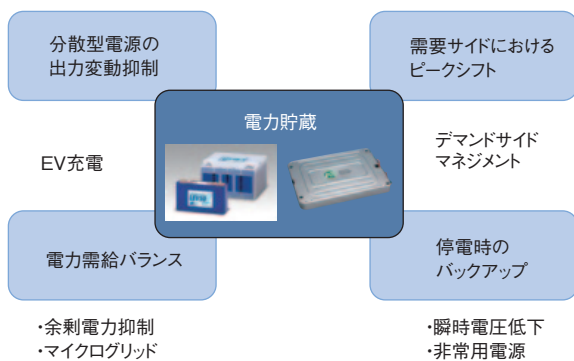 分散型電源の
出力変動抑制
需要サイドにおける
ピークシフト
電力貯蔵
EV充電
デマンドサイド
マネジメント
電力需給バランス
停電時の
バックアップ
・余剰電力抑制
・マイクログリッド
・瞬時電圧低下
・非常用電源